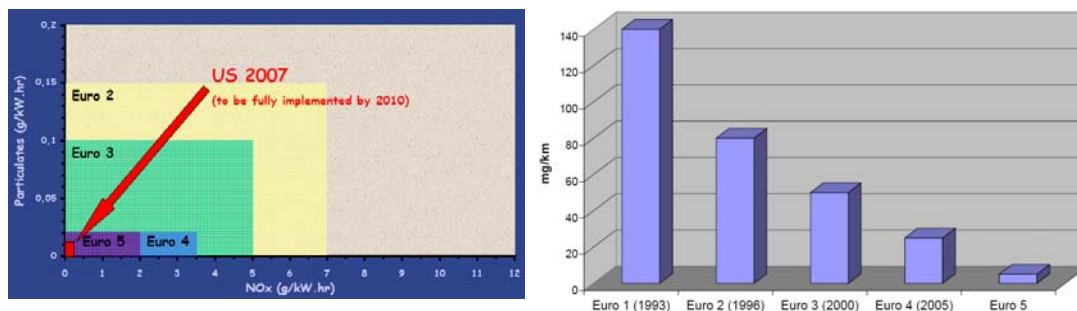 Particulates (g/kW.hr)
0,2
0,15
0,1
0,05
0
US 2007
(to be fully implemented by 2010)
Euro 2
Euro 3
Euro 5
Euro 4
0 1 2 3 4 5 6 7 8 9 10 11 12
NOx (g/kW.hr)
mg/km
140
120
100
80
60
40
20
0
Euro 1 (1993) Euro 2 (1996) Euro 3 (2000) Euro 4 (2005) Euro 5